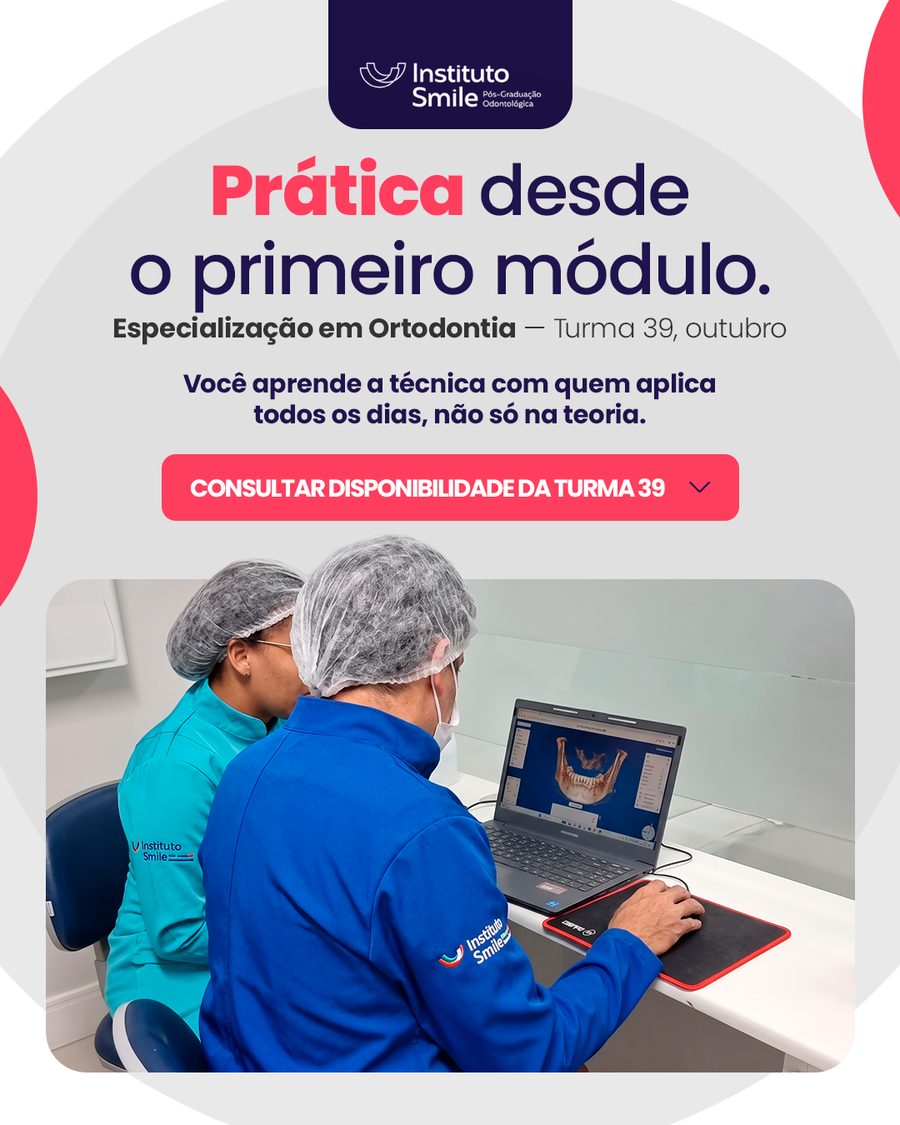 Instituto
Smile Pós-Graduação
Odontológica
Prática desde
o primeiro módulo.
Especialização em Ortodontia — Turma 39, outubro
Você aprende a técnica com quem aplica
todos os dias, não só na teoria.
CONSULTAR DISPONIBILIDADE DA TURMA 39
Instituto
Smile
Instituto
Smile